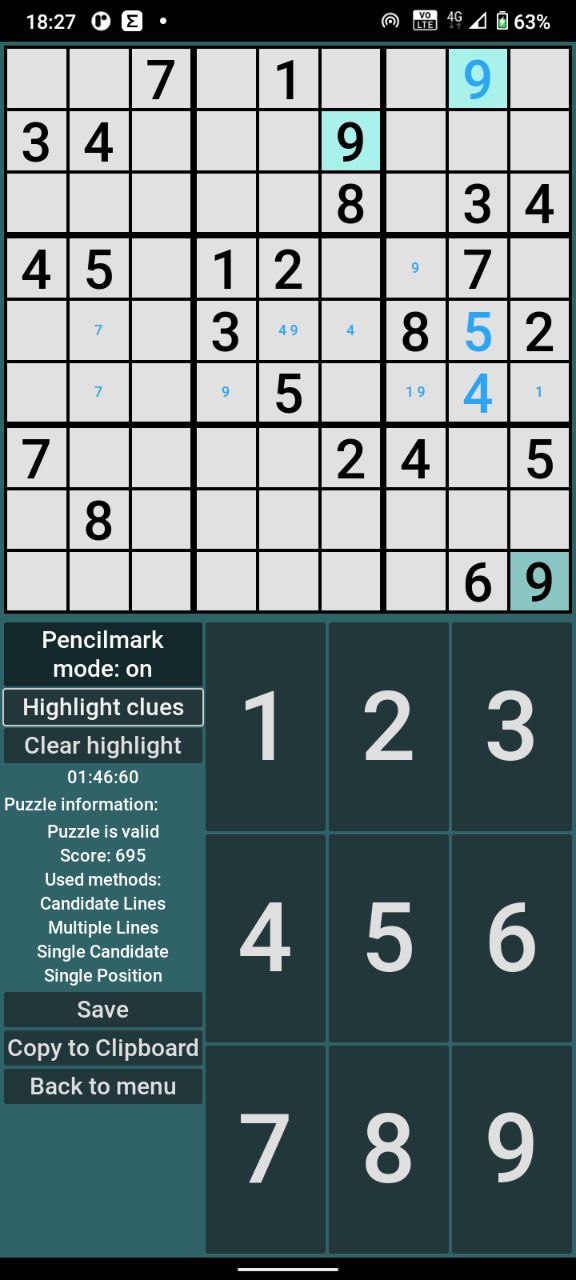 18:27 Σ VO LTE 4G 63%
7 1 9
3 4 9
8 3 4
4 5 1 2 9 7
7 3 4 9 4 8 5 2
7 9 5 1 9 4 1
7 2 4 5
8
6 9
Pencilmark
mode: on
Highlight clues
Clear highlight
01:46:60
Puzzle information:
Puzzle is valid
Score: 695
Used methods:
Candidate Lines
Multiple Lines
Single Candidate
Single Position
Save
Copy to Clipboard
Back to menu
1 2 3
4 5 6
7 8 9